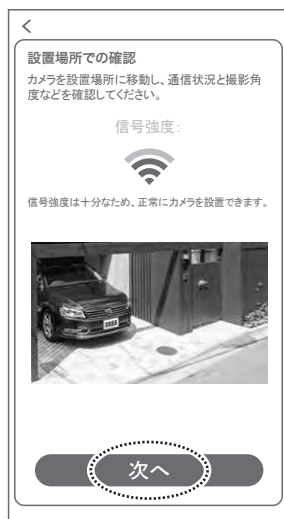 設置場所での確認
カメラを設置場所に移動し、通信状況と撮影角
度などを確認してください。
信号強度:
信号強度は十分なため、正常にカメラを設置できます。
次へ